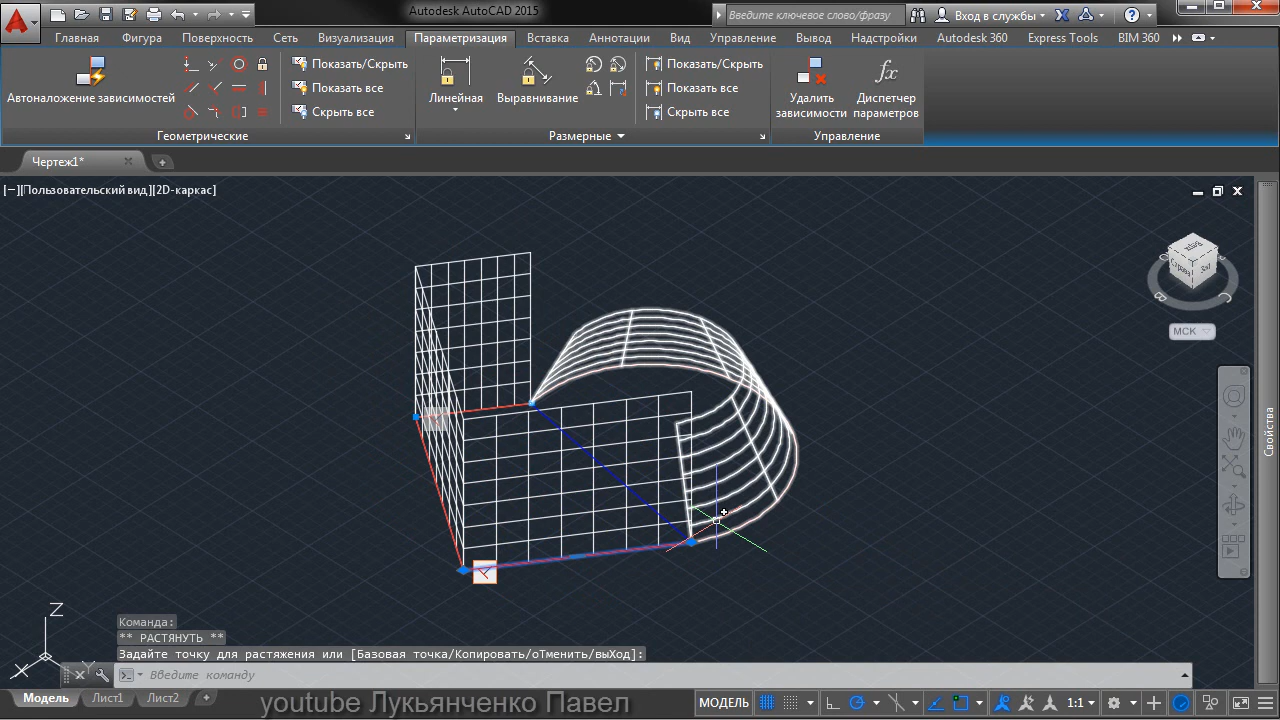 Autodesk AutoCAD 2015
Введите ключевое слово/фразу
Вход в службы
Главная Фигура Поверхность Сеть Визуализация Параметризация Вставка Аннотации Вид Управление Вывод Надстройки Autodesk 360 Express Tools BIM 360
Автоналожение зависимостей
Показать/Скрыть
Показать все
Скрыть все
Геометрические
Линейная
Выравнивание
Показать/Скрыть
Показать все
Скрыть все
Размерные
Удалить
зависимости
fx
Диспетчер
параметров
Управление
Чертеж1*
[−][Пользовательский вид][2D-каркас]
МСК
Свойства
Z
X
Y
Команда:
** РАСТЯНУТЬ **
Задайте точку для растяжения или [Базовая точка/Копировать/оТменить/выХод]:
Введите команду
Модель Лист1 Лист2
youtube Лукьянченко Павел
МОДЕЛЬ
1:1